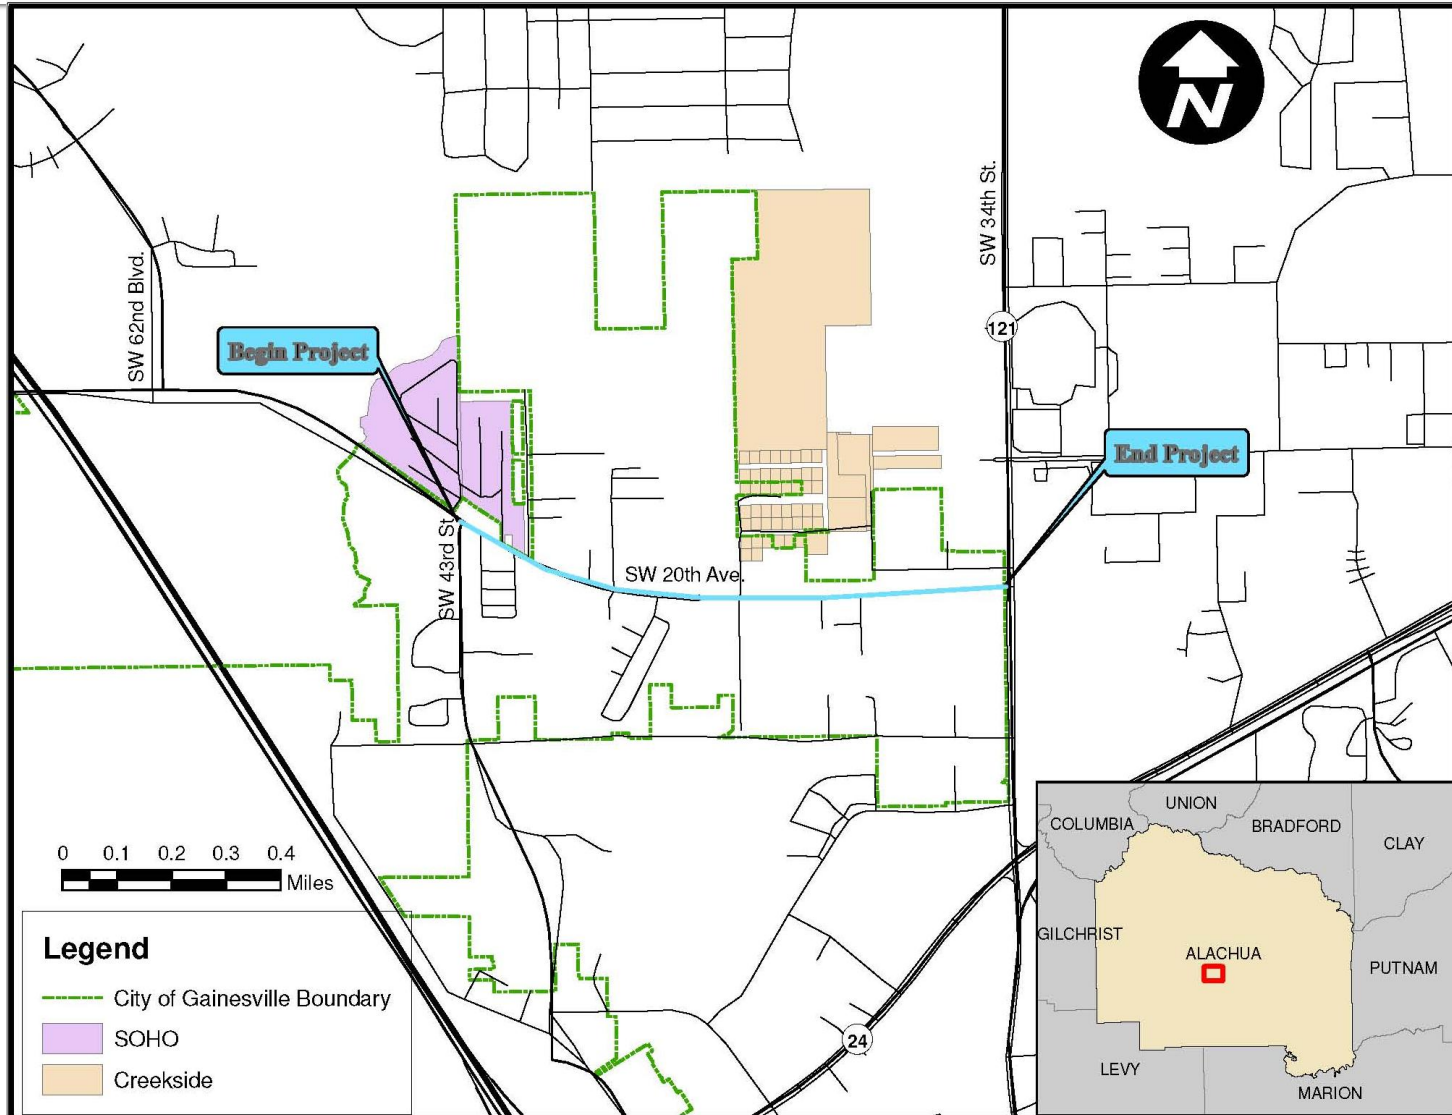 N
SW 34th St.
SW 62nd Blvd.
121
Begin Project
End Project
SW 43rd St.
SW 20th Ave.
0 0.1 0.2 0.3 0.4
Miles
Legend
City of Gainesville Boundary
SOHO
Creekside
24
UNION
COLUMBIA
BRADFORD
CLAY
GILCHRIST
ALACHUA
PUTNAM
LEVY
MARION